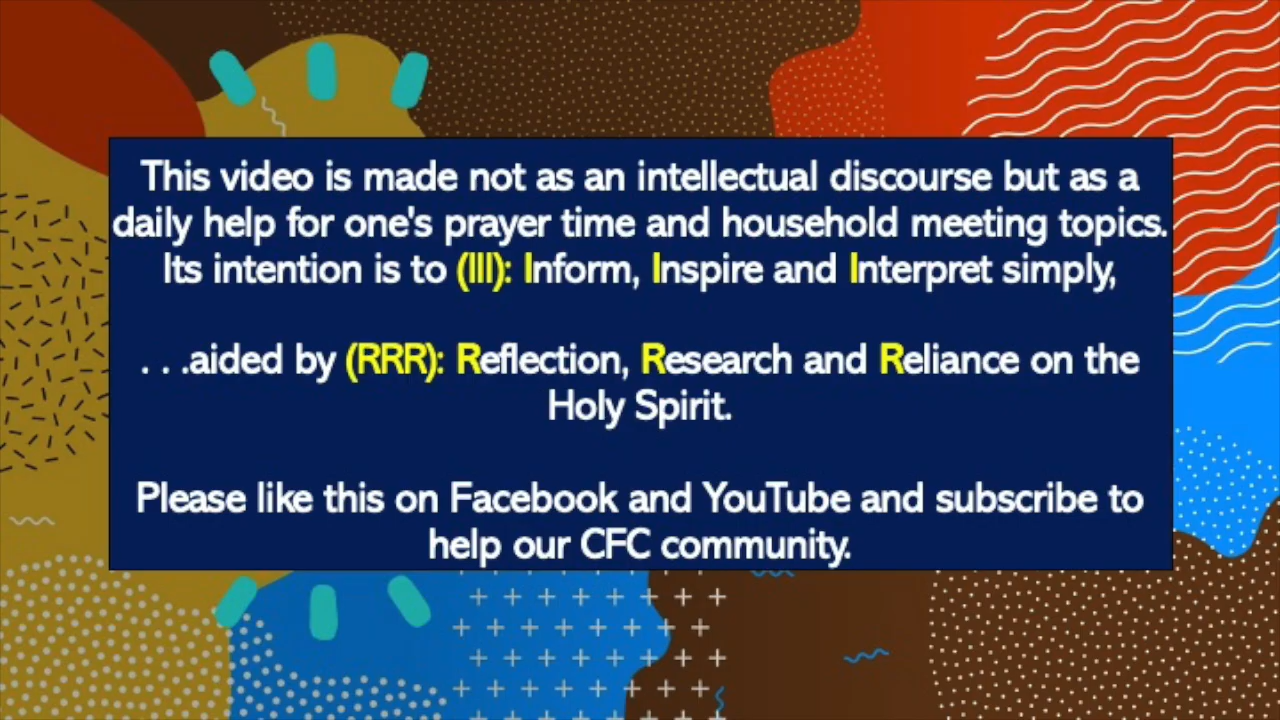 This video is made not as an intellectual discourse but as a
daily help for one's prayer time and household meeting topics.
Its intention is to (III): Inform, Inspire and Interpret simply,
. . .aided by (RRR): Reflection, Research and Reliance on the
Holy Spirit.
Please like this on Facebook and YouTube and subscribe to
help our CFC community.